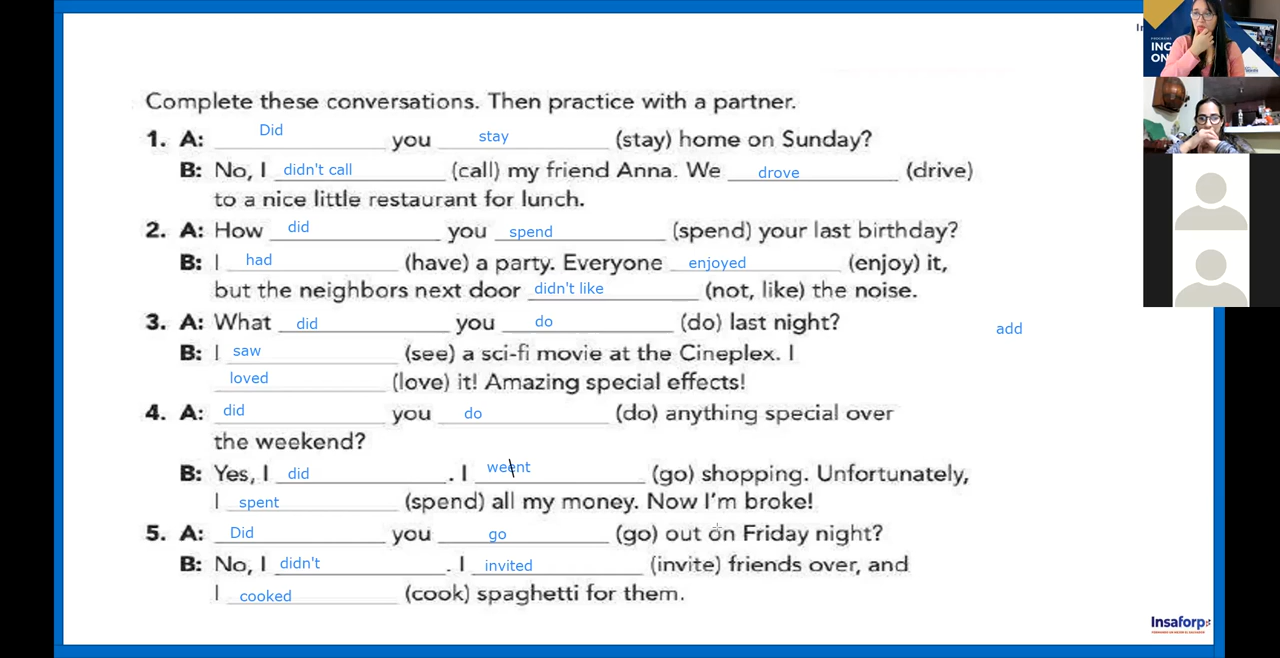 Complete these conversations. Then practice with a partner.
1. A: Did you stay (stay) home on Sunday?
B: No, I didn't call (call) my friend Anna. We drove (drive)
to a nice little restaurant for lunch.
2. A: How did you spend (spend) your last birthday?
B: I had (have) a party. Everyone enjoyed (enjoy) it,
but the neighbors next door didn't like (not, like) the noise.
3. A: What did you do (do) last night?
add
B: I saw (see) a sci-fi movie at the Cineplex. I
loved (love) it! Amazing special effects!
4. A: did you do (do) anything special over
the weekend?
B: Yes, I did. I weent (go) shopping. Unfortunately,
I spent (spend) all my money. Now I'm broke!
5. A: Did you go (go) out on Friday night?
B: No, I didn't. I invited (invite) friends over, and
I cooked (cook) spaghetti for them.
Insaforp